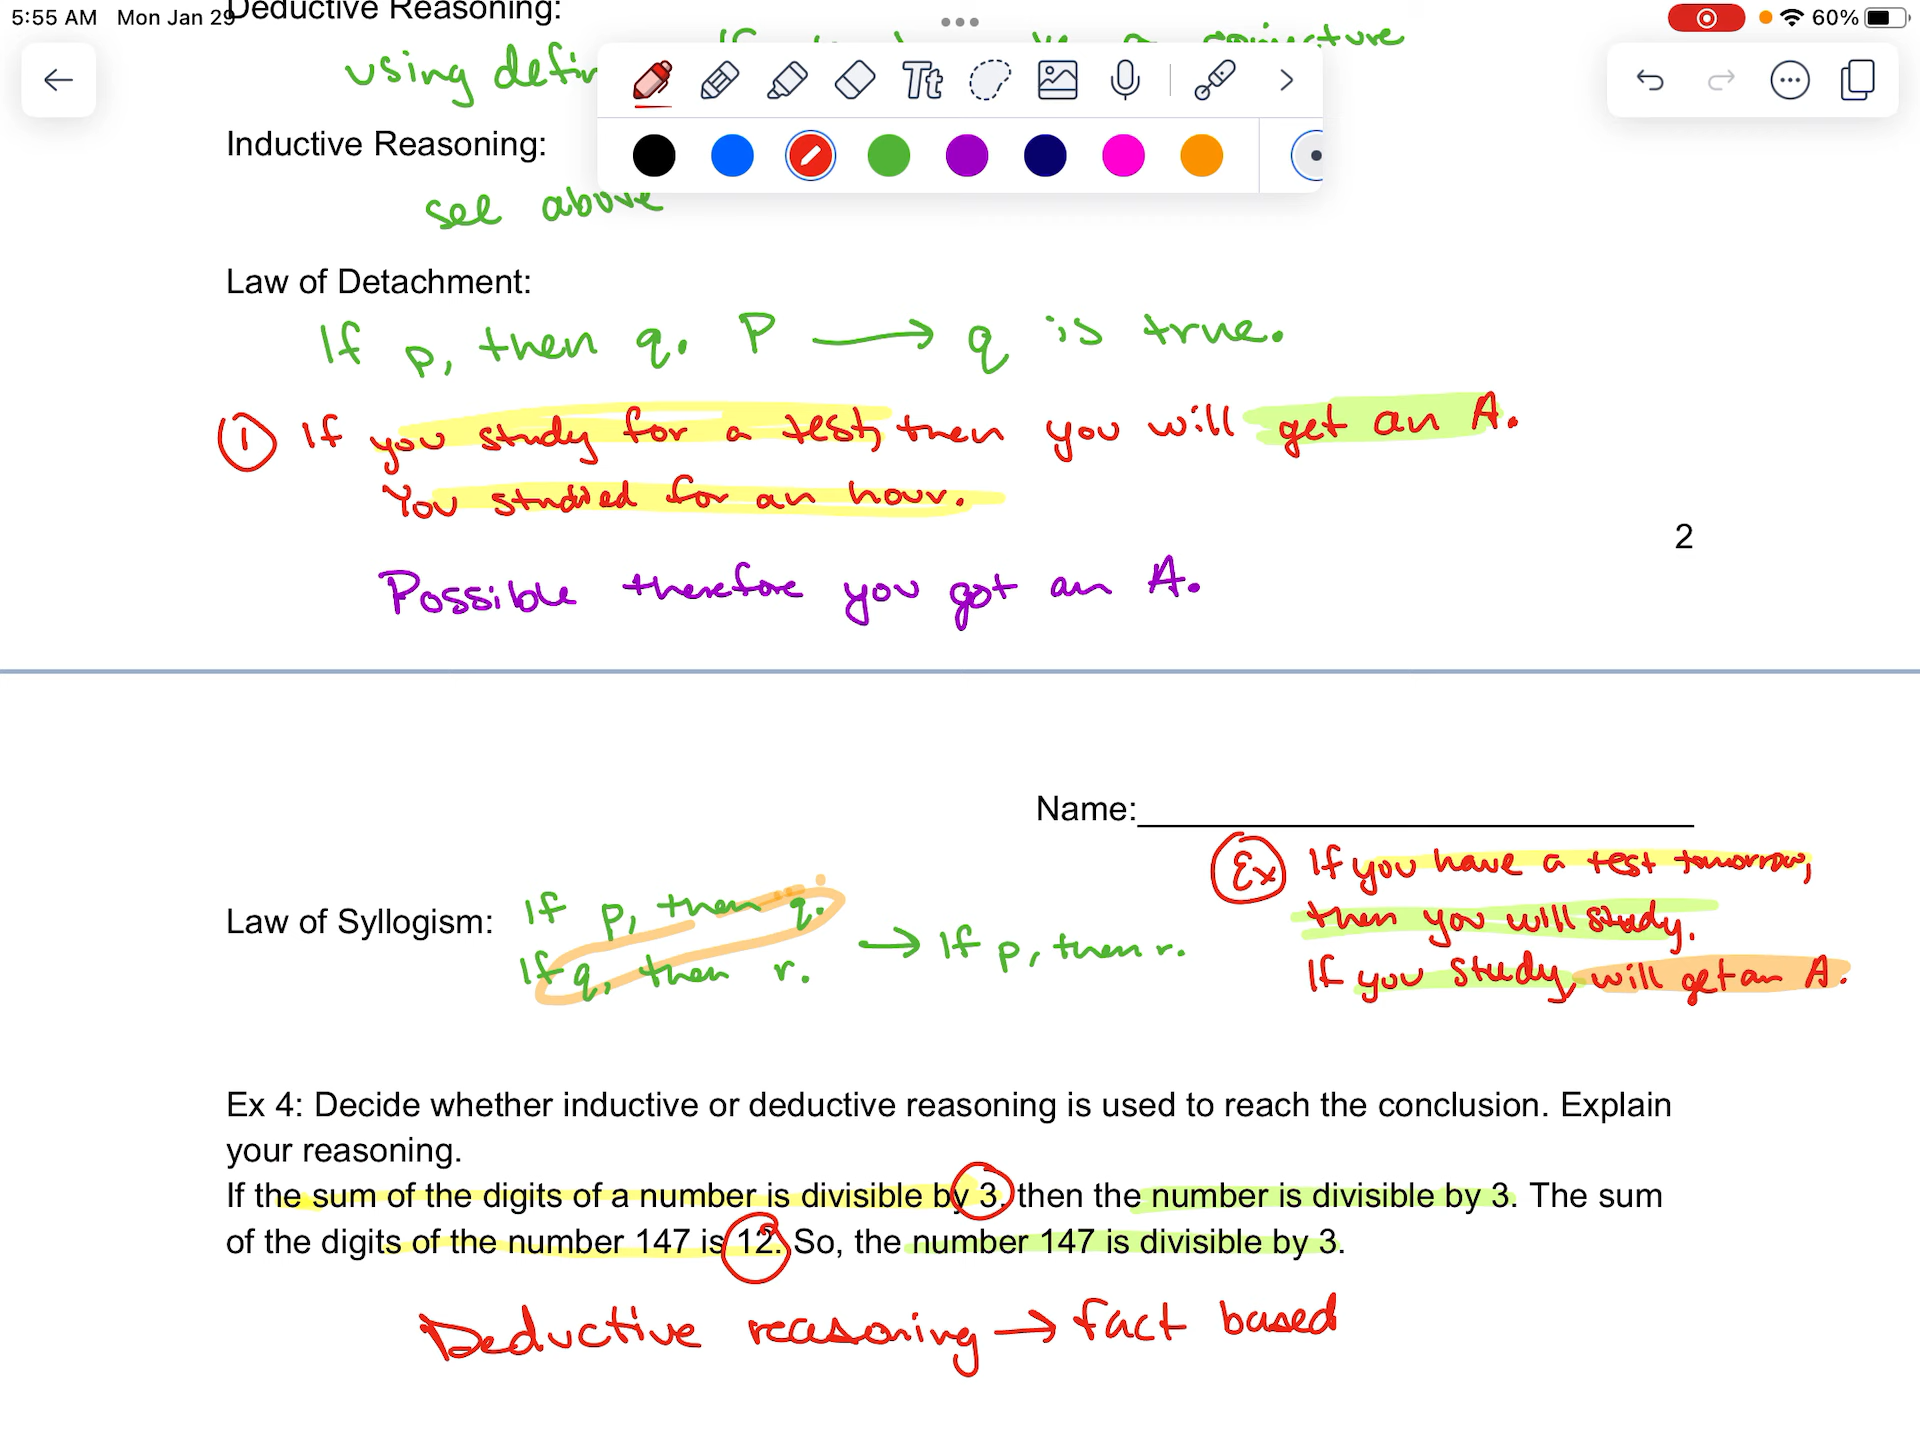 5:55 AM Mon Jan 29
60%
Deductive Reasoning:
using
Tt
Inductive Reasoning:
see above
Law of Detachment:
If p, then q. P → q is true.
① If you study for a test, then you will get an A.
You studied for an hour.
2
Possible therefore you got an A.
Name:
Law of Syllogism: If p, then q.
If q, then r. → If p, then r.
Ex If you have a test tomorrow,
then you will study.
If you study, will get an A.
Ex 4: Decide whether inductive or deductive reasoning is used to reach the conclusion. Explain
your reasoning.
If the sum of the digits of a number is divisible by 3, then the number is divisible by 3. The sum
of the digits of the number 147 is 12. So, the number 147 is divisible by 3.
Deductive reasoning → fact based